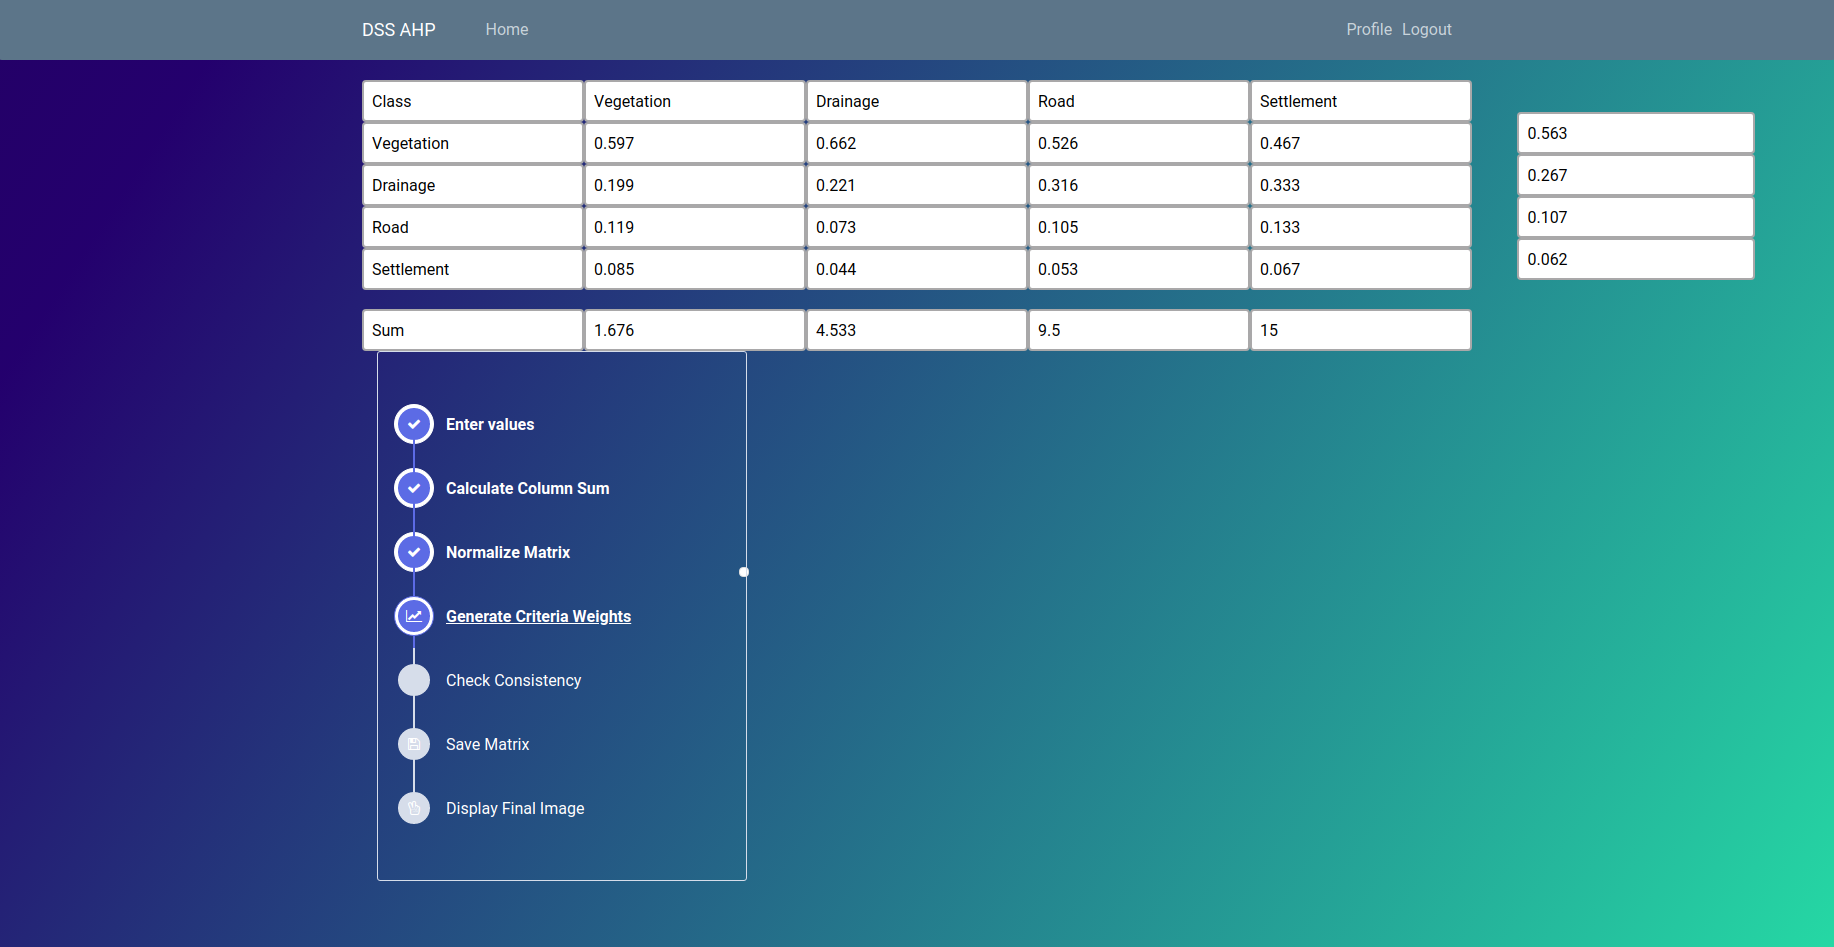 DSS AHP Home Profile Logout
Class Vegetation Drainage Road Settlement
Vegetation 0.597 0.662 0.526 0.467 0.563
Drainage 0.199 0.221 0.316 0.333 0.267
Road 0.119 0.073 0.105 0.133 0.107
Settlement 0.085 0.044 0.053 0.067 0.062
Sum 1.676 4.533 9.5 15
Enter values
Calculate Column Sum
Normalize Matrix
Generate Criteria Weights
Check Consistency
Save Matrix
Display Final Image